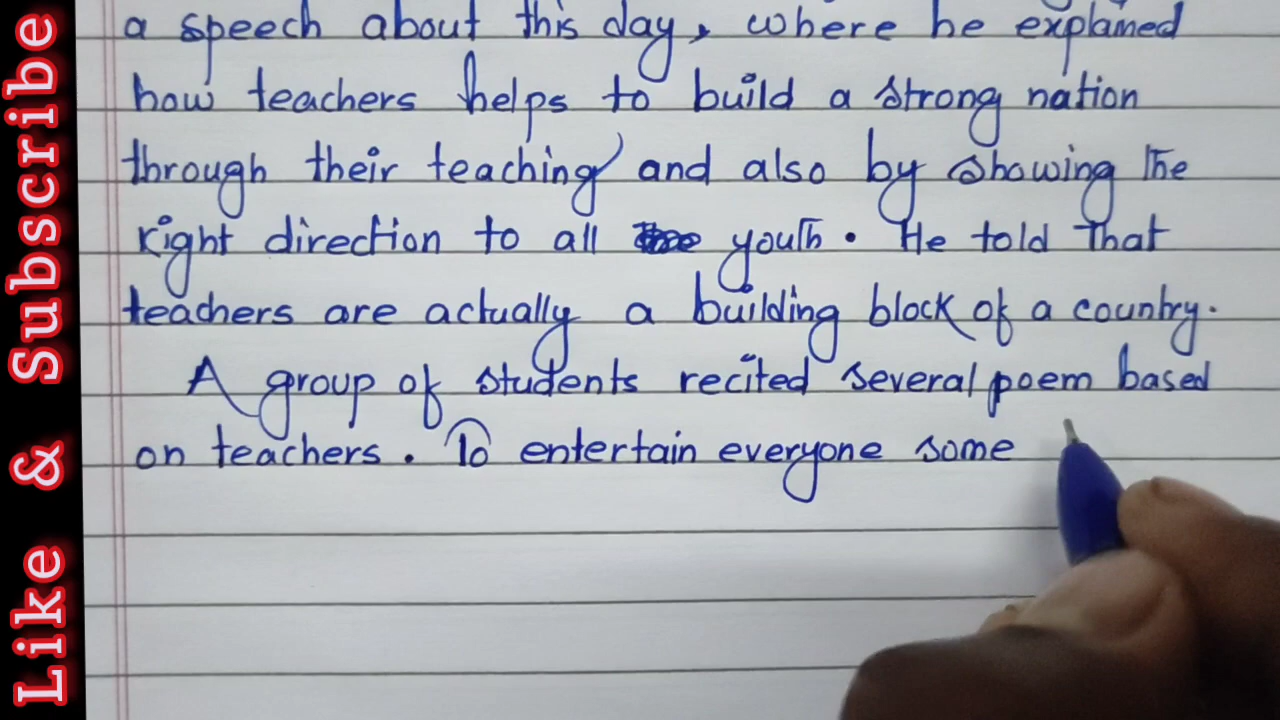 Like & Subscribe
a speech about this day, where he explained
how teachers helps to build a strong nation
through their teaching and also by showing the
right direction to all youth. He told that
teachers are actually a building block of a country.
A group of students recited several poem based
on teachers. To entertain everyone some